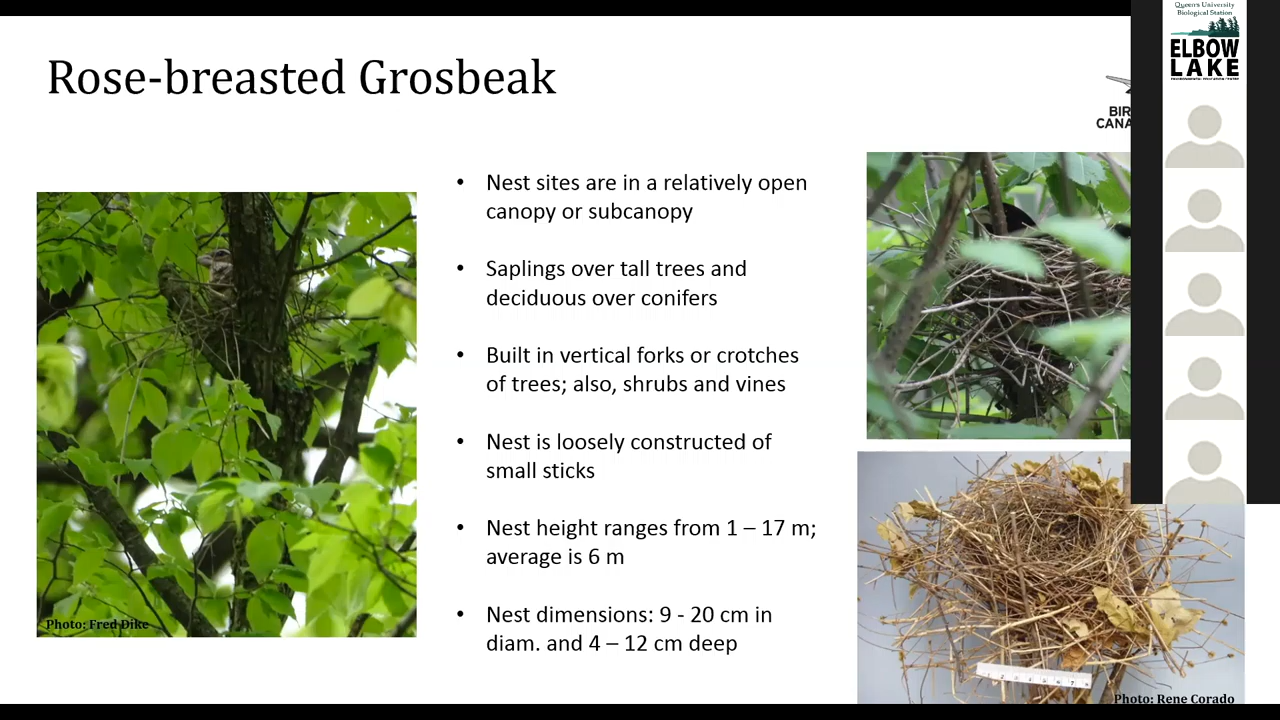 Rose-breasted Grosbeak
• Nest sites are in a relatively open
canopy or subcanopy
• Saplings over tall trees and
deciduous over conifers
• Built in vertical forks or crotches
of trees; also, shrubs and vines
• Nest is loosely constructed of
small sticks
• Nest height ranges from 1 – 17 m;
average is 6 m
• Nest dimensions: 9 - 20 cm in
diam. and 4 – 12 cm deep
Photo: Fred Dike
Photo: Rene Corado
BIR
CANA
Queen's University
Biological Station
ELBOW
LAKE